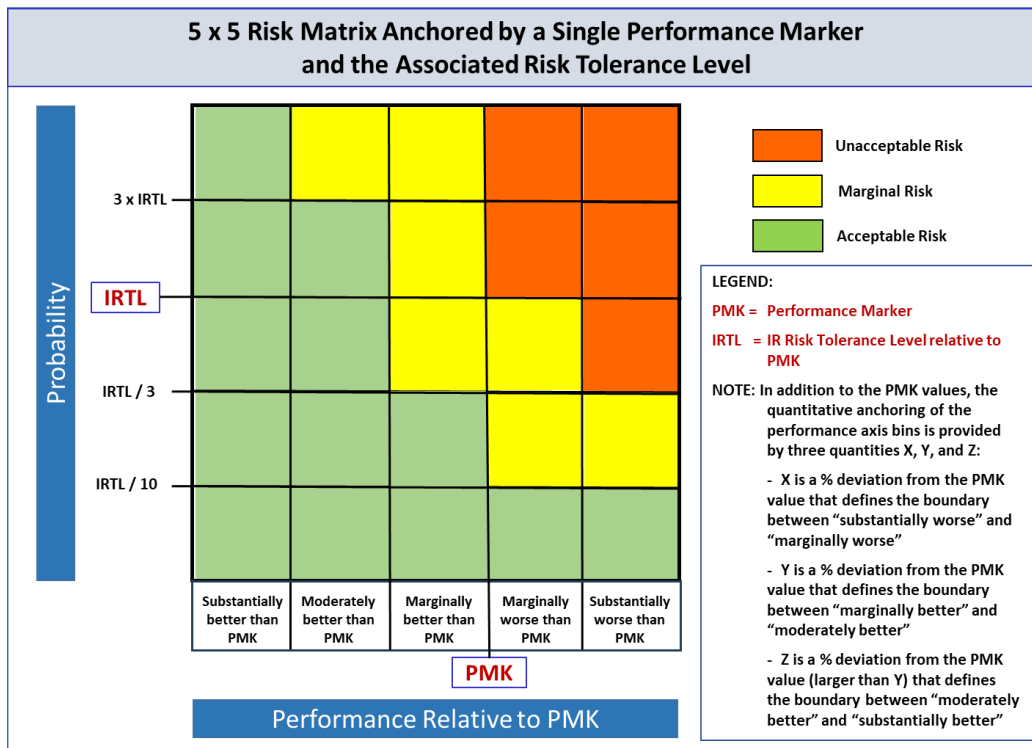 5 x 5 Risk Matrix Anchored by a Single Performance Marker
and the Associated Risk Tolerance Level
Probability
3 x IRTL
IRTL
IRTL / 3
IRTL / 10
Substantially
better than
PMK
Moderately
better than
PMK
Marginally
better than
PMK
Marginally
worse than
PMK
Substantially
worse than
PMK
PMK
Performance Relative to PMK
Unacceptable Risk
Marginal Risk
Acceptable Risk
LEGEND:
PMK = Performance Marker
IRTL = IR Risk Tolerance Level relative to
PMK
NOTE: In addition to the PMK values, the
quantitative anchoring of the
performance axis bins is provided
by three quantities X, Y, and Z:
- X is a % deviation from the PMK
value that defines the boundary
between “substantially worse” and
“marginally worse”
- Y is a % deviation from the PMK
value that defines the boundary
between “marginally better” and
“moderately better”
- Z is a % deviation from the PMK
value (larger than Y) that defines
the boundary between “moderately
better” and “substantially better”